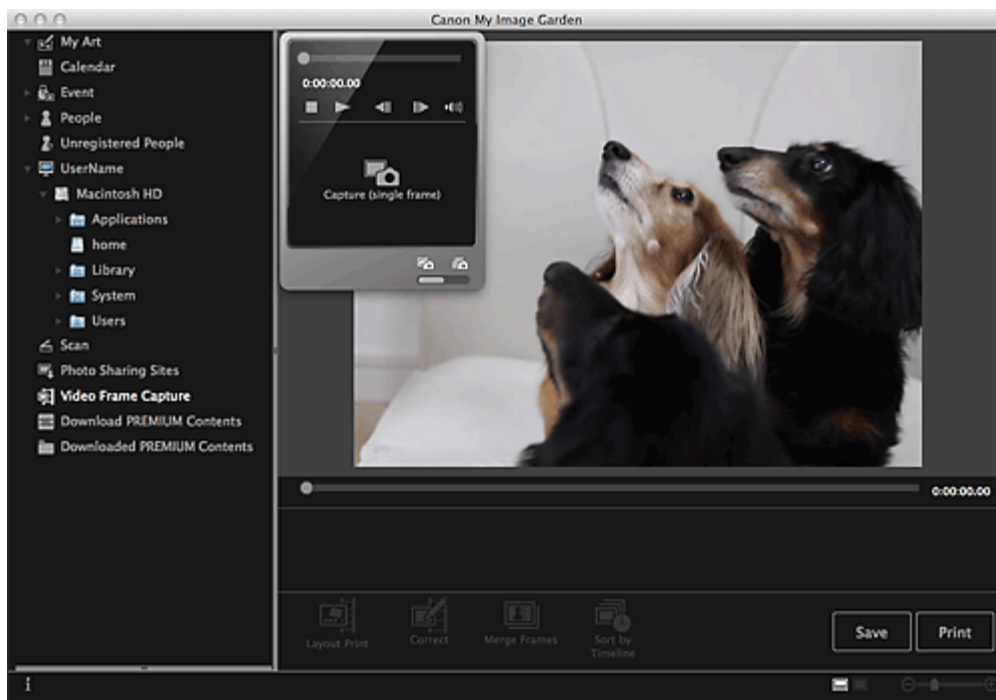 Canon My Image Garden
My Art
Calendar
Event
People
Unregistered People
UserName
Macintosh HD
Applications
home
Library
System
Users
Scan
Photo Sharing Sites
Video Frame Capture
Download PREMIUM Contents
Downloaded PREMIUM Contents
0:00:00.00
Capture (single frame)
0:00:00.00
Layout Print
Correct
Merge Frames
Sort by
Timeline
Save
Print